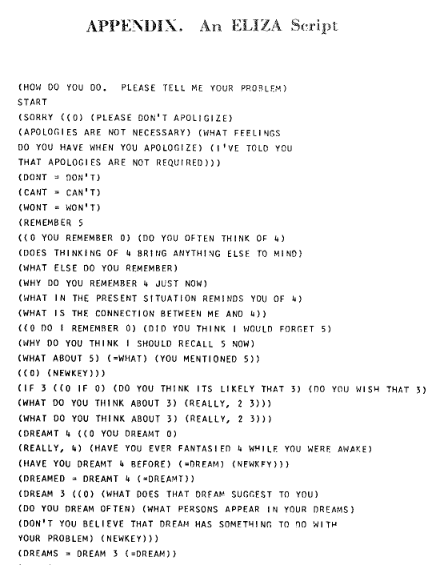 APPENDIX. An ELIZA Script
(HOW DO YOU DO. PLEASE TELL ME YOUR PROBLEM)
START
(SORRY ((0) (PLEASE DON'T APOLIGIZE)
(APOLOGIES ARE NOT NECESSARY) (WHAT FEELINGS
DO YOU HAVE WHEN YOU APOLOGIZE) (I'VE TOLD YOU
THAT APOLOGIES ARE NOT REQUIRED)))
(DONT = DON'T)
(CANT = CAN'T)
(WONT = WON'T)
(REMEMBER 5
((0 YOU REMEMBER 0) (DO YOU OFTEN THINK OF 4)
(DOES THINKING OF 4 BRING ANYTHING ELSE TO MIND)
(WHAT ELSE DO YOU REMEMBER)
(WHY DO YOU REMEMBER 4 JUST NOW)
(WHAT IN THE PRESENT SITUATION REMINDS YOU OF 4)
(WHAT IS THE CONNECTION BETWEEN ME AND 4))
((0 DO I REMEMBER 0) (DID YOU THINK I WOULD FORGET 5)
(WHY DO YOU THINK I SHOULD RECALL 5 NOW)
(WHAT ABOUT 5) (=WHAT) (YOU MENTIONED 5))
((0) (NEWKEY)))
(IF 3 ((0 IF 0) (DO YOU THINK ITS LIKELY THAT 3) (DO YOU WISH THAT 3)
(WHAT DO YOU THINK ABOUT 3) (REALLY, 2 3)))
(WHAT DO YOU THINK ABOUT 3) (REALLY, 2 3)))
(DREAMT 4 ((0 YOU DREAMT 0)
(REALLY, 4) (HAVE YOU EVER FANTASIED 4 WHILE YOU WERE AWAKE)
(HAVE YOU DREAMT 4 BEFORE) (=DREAM) (NEWKEY)))
(DREAMED = DREAMT 4 (=DREAMT))
(DREAM 3 ((0) (WHAT DOES THAT DREAM SUGGEST TO YOU)
(DO YOU DREAM OFTEN) (WHAT PERSONS APPEAR IN YOUR DREAMS)
(DON'T YOU BELIEVE THAT DREAM HAS SOMETHING TO DO WITH
YOUR PROBLEM) (NEWKEY)))
(DREAMS = DREAM 3 (=DREAM))